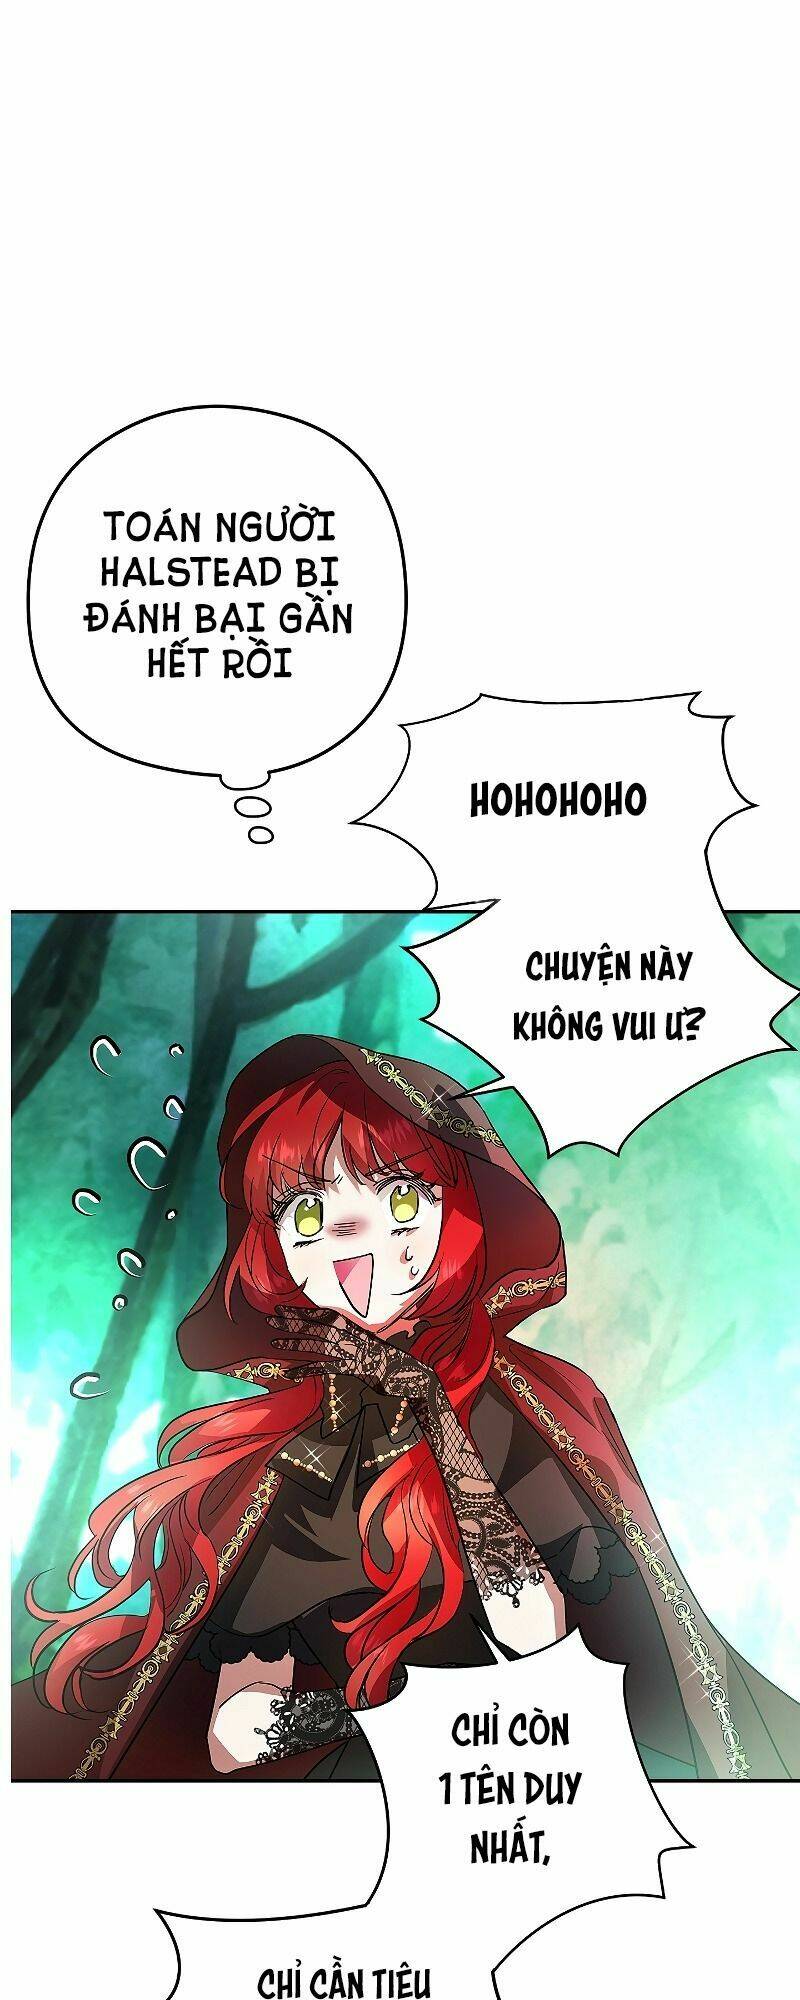 TOÁN NGƯỜI
HALSTEAD BỊ
ĐÁNH BẠI GẦN
HẾT RỒI
HOHOHOHO
CHUYỆN NÀY
KHÔNG VUI Ư?
CHỈ CÒN
1 TÊN DUY
NHẤT,
CHỈ CẦN TIÊU